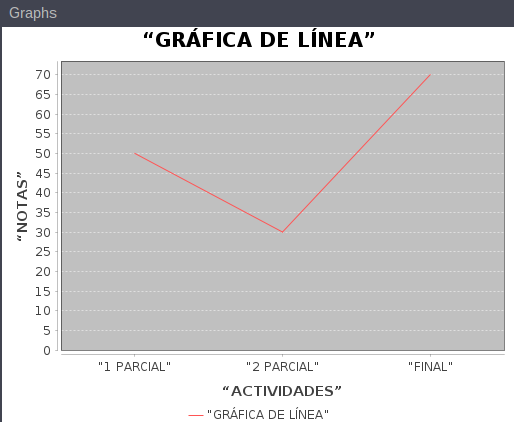 Graphs
“GRÁFICA DE LÍNEA”
70
65
60
55
50
45
40
35
30
25
20
15
10
5
0
“NOTAS”
"1 PARCIAL" "2 PARCIAL" "FINAL"
“ACTIVIDADES”
"GRÁFICA DE LÍNEA"